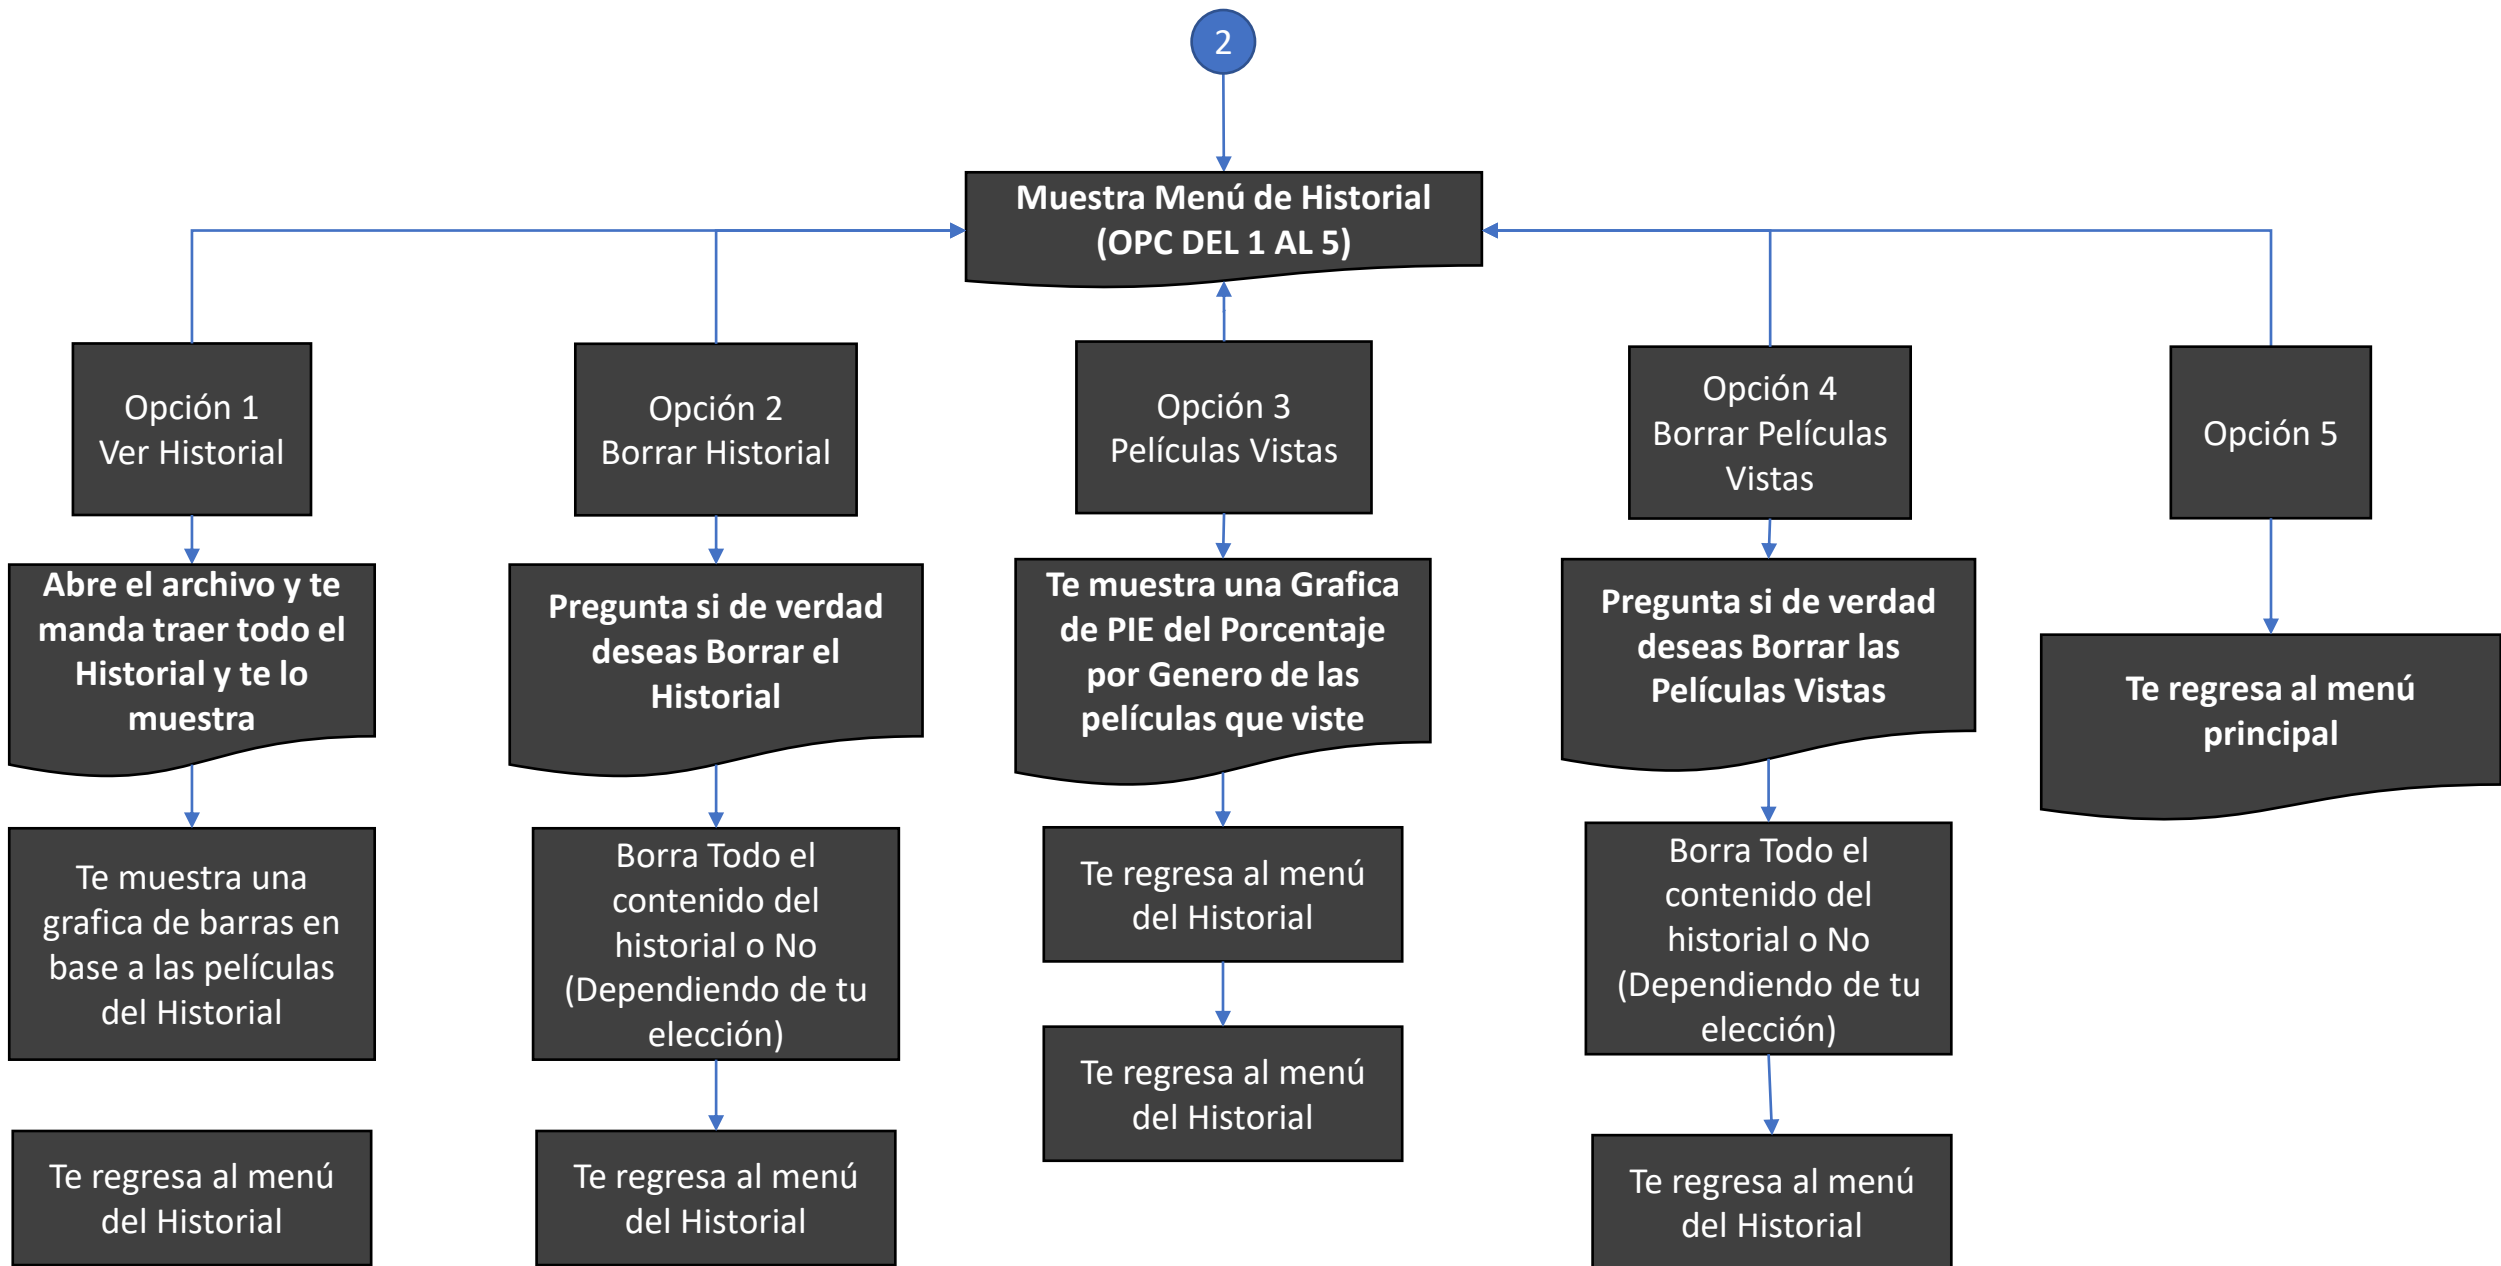 2
Muestra Menú de Historial
(OPC DEL 1 AL 5)
Opción 1
Ver Historial
Opción 2
Borrar Historial
Opción 3
Películas Vistas
Opción 4
Borrar Películas
Vistas
Opción 5
Abre el archivo y te
manda traer todo el
Historial y te lo
muestra
Pregunta si de verdad
deseas Borrar el
Historial
Te muestra una Grafica
de PIE del Porcentaje
por Genero de las
películas que viste
Pregunta si de verdad
deseas Borrar las
Películas Vistas
Te regresa al menú
principal
Te muestra una
grafica de barras en
base a las películas
del Historial
Borra Todo el
contenido del
historial o No
(Dependiendo de tu
elección)
Te regresa al menú
del Historial
Borra Todo el
contenido del
historial o No
(Dependiendo de tu
elección)
Te regresa al menú
del Historial
Te regresa al menú
del Historial
Te regresa al menú
del Historial
Te regresa al menú
del Historial